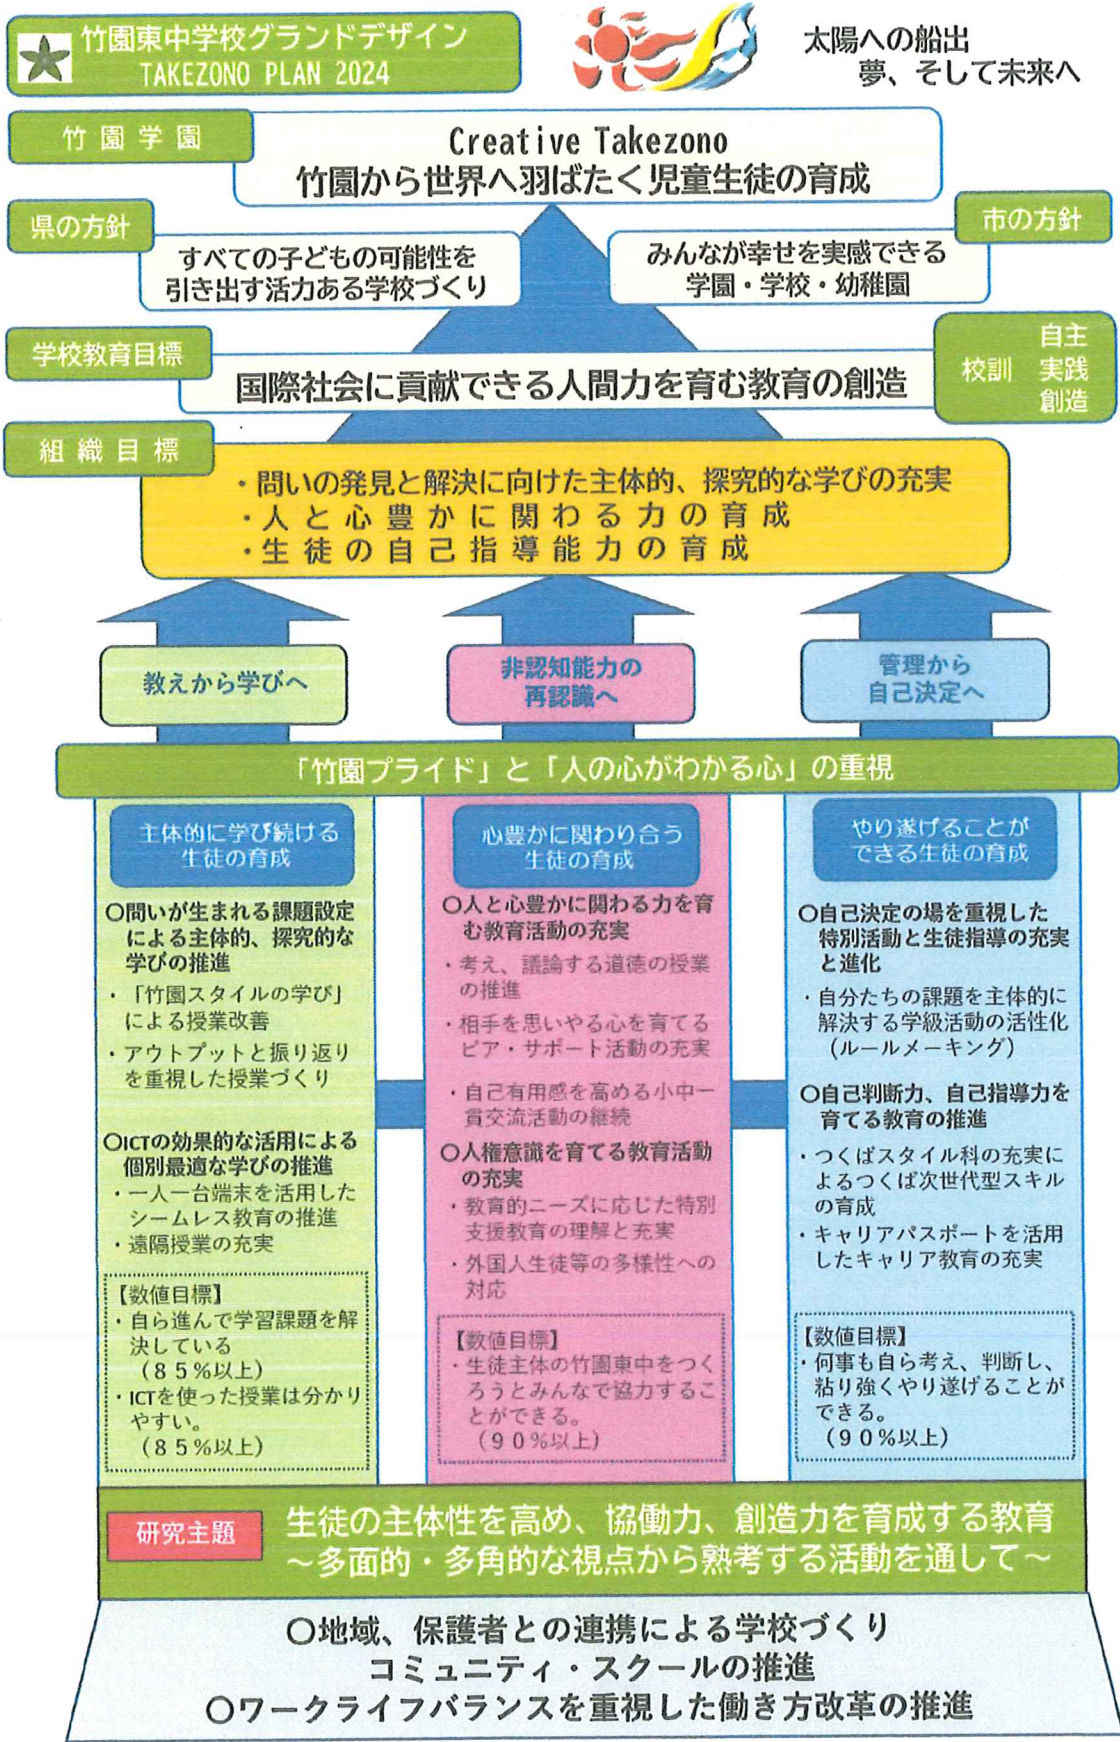 竹園東中学校グランドデザイン
TAKEZONO PLAN 2024
太陽への船出
夢、そして未来へ
竹園学園
Creative Takezono
竹園から世界へ羽ばたく児童生徒の育成
県の方針
すべての子どもの可能性を
引き出す活力ある学校づくり
市の方針
みんなが幸せを実感できる
学園・学校・幼稚園
学校教育目標
国際社会に貢献できる人間力を育む教育の創造
校訓
自主
実践
創造
組織目標
・問いの発見と解決に向けた主体的、探究的な学びの充実
・人と心豊かに関わる力の育成
・生徒の自己指導能力の育成
教えから学びへ
非認知能力の
再認識へ
管理から
自己決定へ
「竹園プライド」と「人の心がわかる心」の重視
主体的に学び続ける
生徒の育成
〇問いが生まれる課題設定
による主体的、探究的な
学びの推進
・「竹園スタイルの学び」
による授業改善
・アウトプットと振り返り
を重視した授業づくり
〇ICTの効果的な活用による
個別最適な学びの推進
・一人一台端末を活用した
シームレス教育の推進
・遠隔授業の充実
【数値目標】
・自ら進んで学習課題を解
決している
(85%以上)
・ICTを使った授業は分かり
やすい。
(85%以上)
心豊かに関わり合う
生徒の育成
〇人と心豊かに関わる力を育
む教育活動の充実
・考え、議論する道徳の授業
の推進
・相手を思いやる心を育てる
ピア・サポート活動の充実
・自己有用感を高める小中一
貫交流活動の継続
〇人権意識を育てる教育活動
の充実
・教育的ニーズに応じた特別
支援教育の理解と充実
・外国人生徒等の多様性への
対応
【数値目標】
・生徒主体の竹園東中をつく
ろうとみんなで協力するこ
とができる。
(90%以上)
やり遂げることが
できる生徒の育成
〇自己決定の場を重視した
特別活動と生徒指導の充実
と進化
・自分たちの課題を主体的に
解決する学級活動の活性化
(ルールメーキング)
〇自己判断力、自己指導力を
育てる教育の推進
・つくばスタイル科の充実に
よるつくば次世代型スキル
の育成
・キャリアパスポートを活用
したキャリア教育の充実
【数値目標】
・何事も自ら考え、判断し、
粘り強くやり遂げることが
できる。
(90%以上)
研究主題
生徒の主体性を高め、協働力、創造力を育成する教育
～多面的・多角的な視点から熟考する活動を通して～
〇地域、保護者との連携による学校づくり
コミュニティ・スクールの推進
〇ワークライフバランスを重視した働き方改革の推進